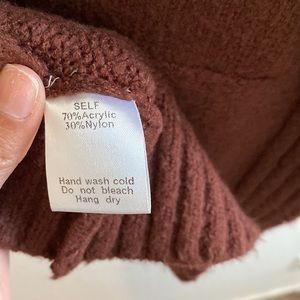 SELF
70%Acrylic
30%Nylon
Hand wash cold
Do not bleach
Hang dry